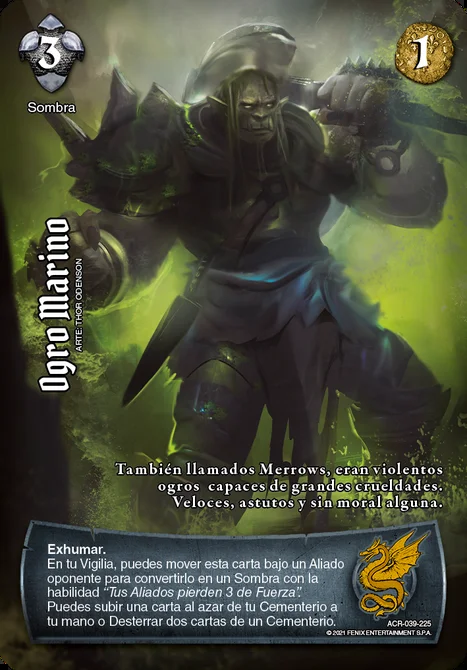 3
1
Sombra
Ogro Marino
ARTE: THOR ODENSON
También llamados Merrows, eran violentos
ogros capaces de grandes crueldades.
Veloces, astutos y sin moral alguna.
Exhumar.
En tu Vigilia, puedes mover esta carta bajo un Aliado
oponente para convertirlo en un Sombra con la
habilidad “Tus Aliados pierden 3 de Fuerza”.
Puedes subir una carta al azar de tu Cementerio a
tu mano o Desterrar dos cartas de un Cementerio.
ACR-039-225
© 2021 FENIX ENTERTAINMENT S.P.A.